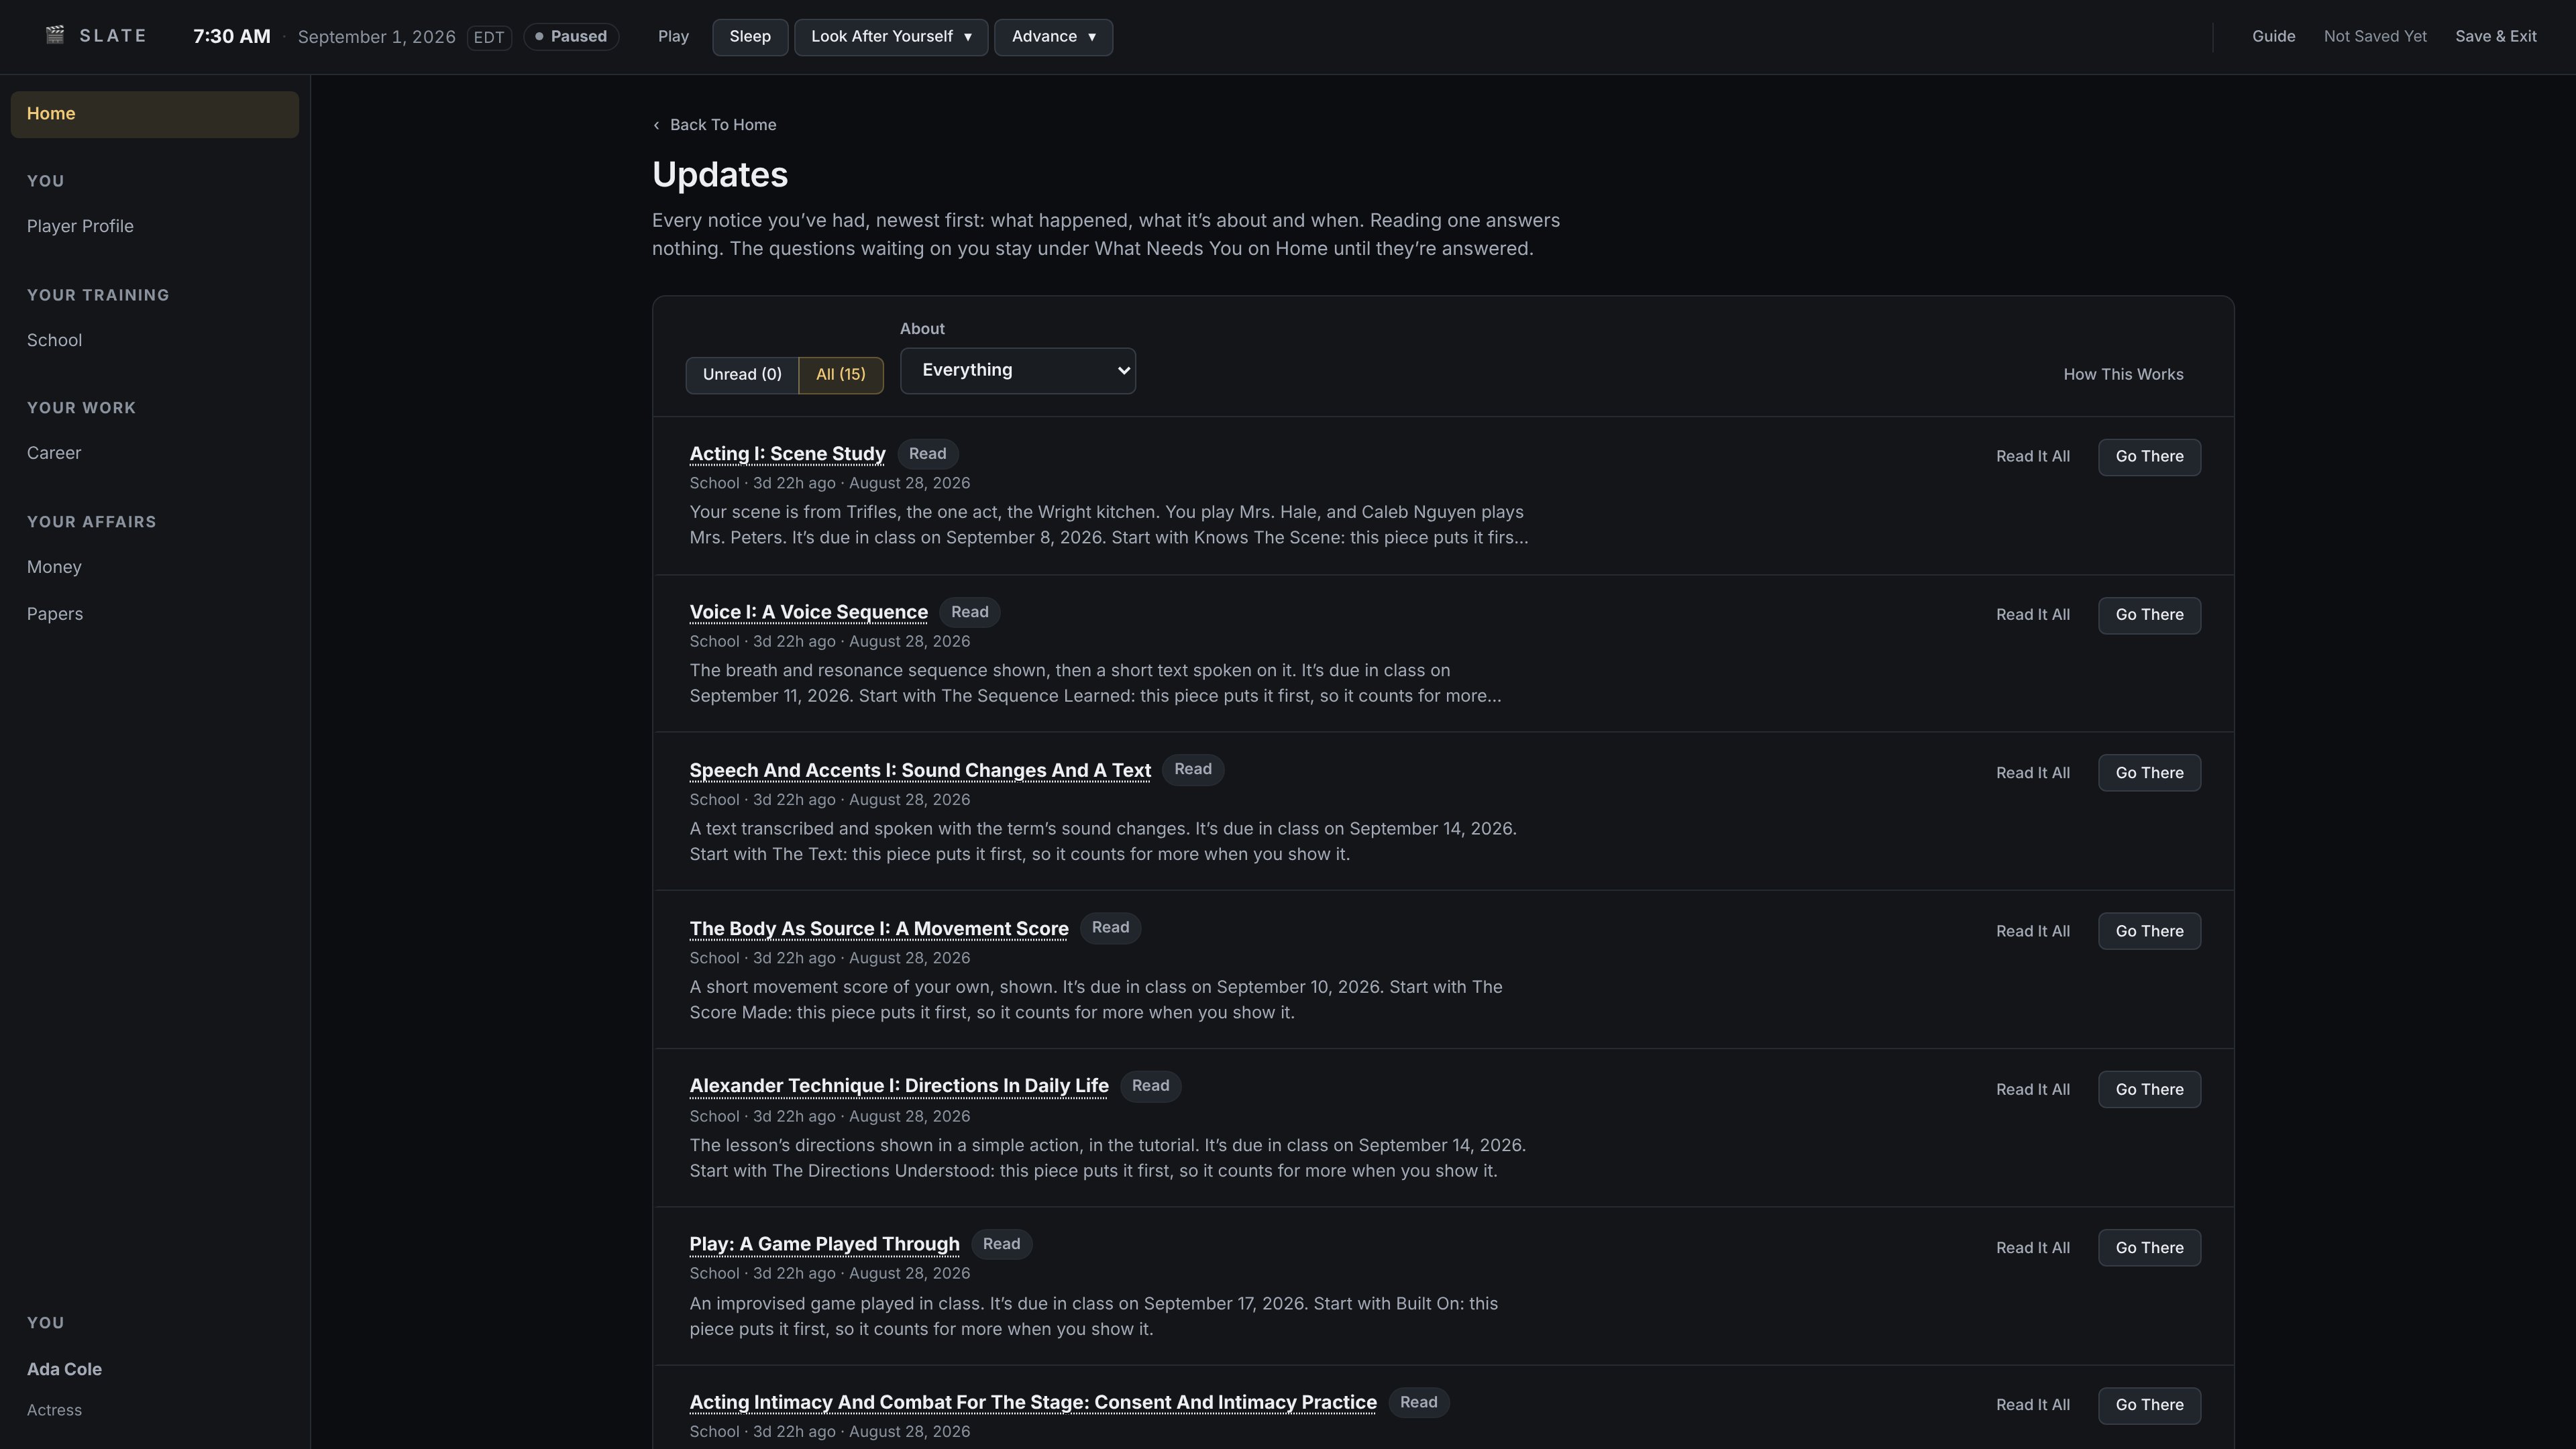 SLATE
7:30 AM · September 1, 2026 EDT Paused Play Sleep Look After Yourself ▾ Advance ▾ Guide Not Saved Yet Save & Exit
Home
YOU
Player Profile
YOUR TRAINING
School
YOUR WORK
Career
YOUR AFFAIRS
Money
Papers
YOU
Ada Cole
Actress
‹ Back To Home
Updates
Every notice you’ve had, newest first: what happened, what it’s about and when. Reading one answers
nothing. The questions waiting on you stay under What Needs You on Home until they’re answered.
About
Unread (0) All (15) Everything How This Works
Acting I: Scene Study Read Read It All Go There
School · 3d 22h ago · August 28, 2026
Your scene is from Trifles, the one act, the Wright kitchen. You play Mrs. Hale, and Caleb Nguyen plays
Mrs. Peters. It’s due in class on September 8, 2026. Start with Knows The Scene: this piece puts it firs…
Voice I: A Voice Sequence Read Read It All Go There
School · 3d 22h ago · August 28, 2026
The breath and resonance sequence shown, then a short text spoken on it. It’s due in class on
September 11, 2026. Start with The Sequence Learned: this piece puts it first, so it counts for more…
Speech And Accents I: Sound Changes And A Text Read Read It All Go There
School · 3d 22h ago · August 28, 2026
A text transcribed and spoken with the term’s sound changes. It’s due in class on September 14, 2026.
Start with The Text: this piece puts it first, so it counts for more when you show it.
The Body As Source I: A Movement Score Read Read It All Go There
School · 3d 22h ago · August 28, 2026
A short movement score of your own, shown. It’s due in class on September 10, 2026. Start with The
Score Made: this piece puts it first, so it counts for more when you show it.
Alexander Technique I: Directions In Daily Life Read Read It All Go There
School · 3d 22h ago · August 28, 2026
The lesson’s directions shown in a simple action, in the tutorial. It’s due in class on September 14, 2026.
Start with The Directions Understood: this piece puts it first, so it counts for more when you show it.
Play: A Game Played Through Read Read It All Go There
School · 3d 22h ago · August 28, 2026
An improvised game played in class. It’s due in class on September 17, 2026. Start with Built On: this
piece puts it first, so it counts for more when you show it.
Acting Intimacy And Combat For The Stage: Consent And Intimacy Practice Read Read It All Go There
School · 3d 22h ago · August 28, 2026